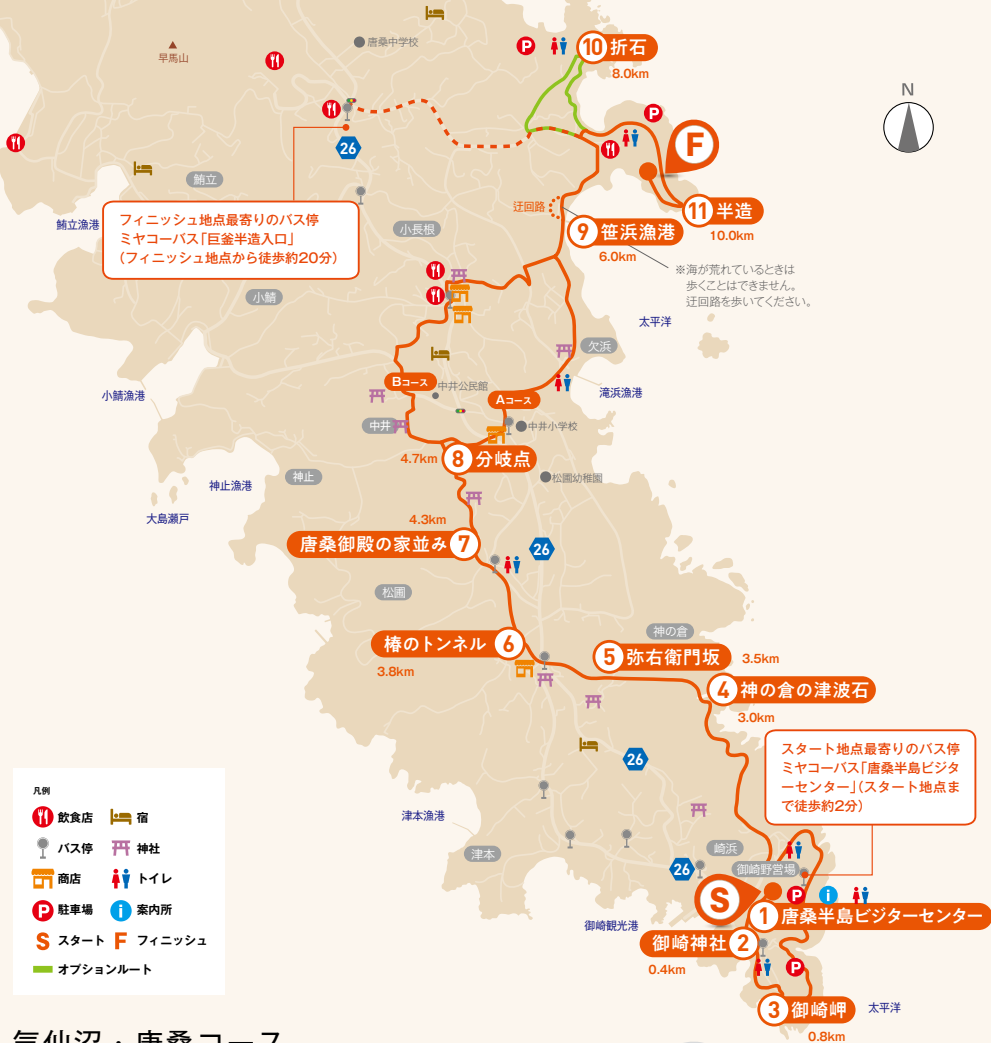 唐桑中学校
早馬山
P
10 折石
8.0km
N
P
F
26
鮪立
鮪立漁港
フィニッシュ地点最寄りのバス停
ミヤコーバス「巨釜半造入口」
(フィニッシュ地点から徒歩約20分)
小長根
迂回路
11 半造
10.0km
9 笹浜漁港
6.0km
※海が荒れているときは
歩くことはできません。
迂回路を歩いてください。
太平洋
小鯖
欠浜
小鯖漁港
Bコース
中井公民館
Aコース
滝浜漁港
中井
中井小学校
4.7km
8 分岐点
神止漁港
神止
松圃幼稚園
大島瀬戸
4.3km
唐桑御殿の家並み 7
26
松圃
神の倉
椿のトンネル 6
3.8km
5 弥右衛門坂
3.5km
4 神の倉の津波石
3.0km
スタート地点最寄りのバス停
ミヤコーバス「唐桑半島ビジタ
ーセンター」(スタート地点ま
で徒歩約2分)
26
津本漁港
津本
崎浜
26
御崎野営場
S
P
i
1 唐桑半島ビジターセンター
御崎観光港
御崎神社 2
0.4km
P
3 御崎岬
0.8km
太平洋
凡例
飲食店
宿
バス停
神社
商店
トイレ
P 駐車場
i 案内所
S スタート
F フィニッシュ
オプションルート
気仙沼・唐桑コース